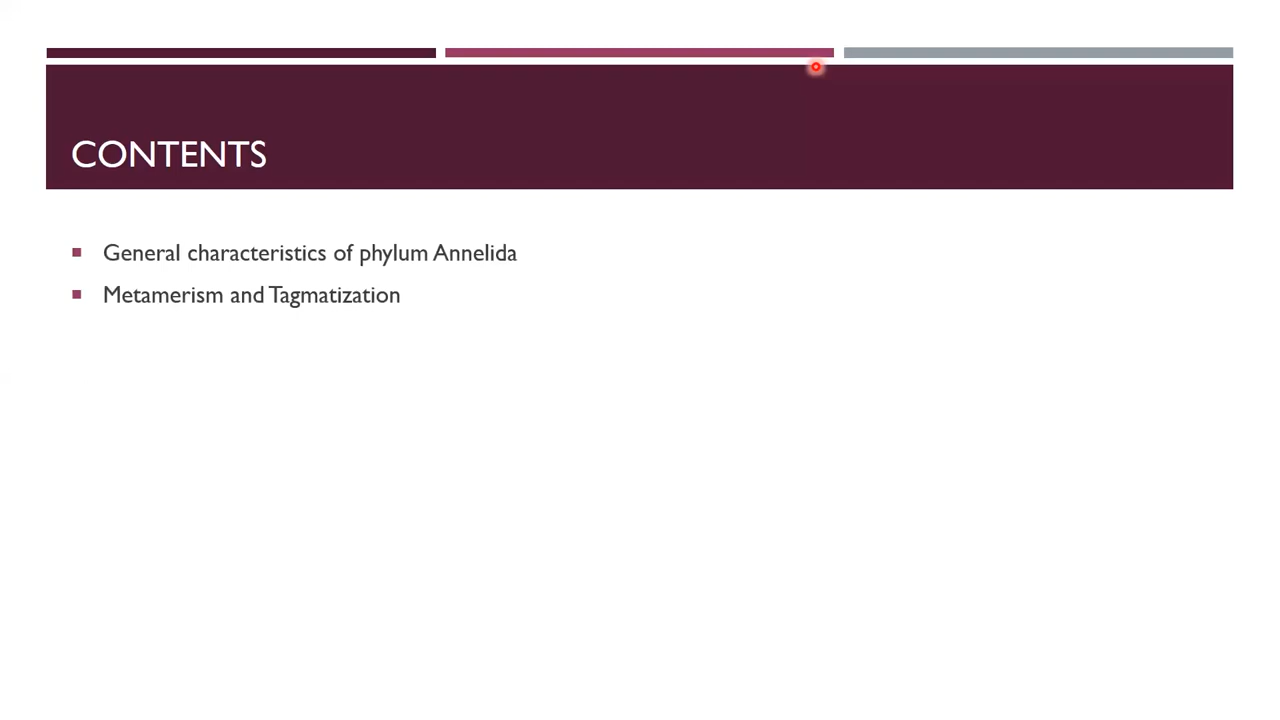 CONTENTS
General characteristics of phylum Annelida
Metamerism and Tagmatization